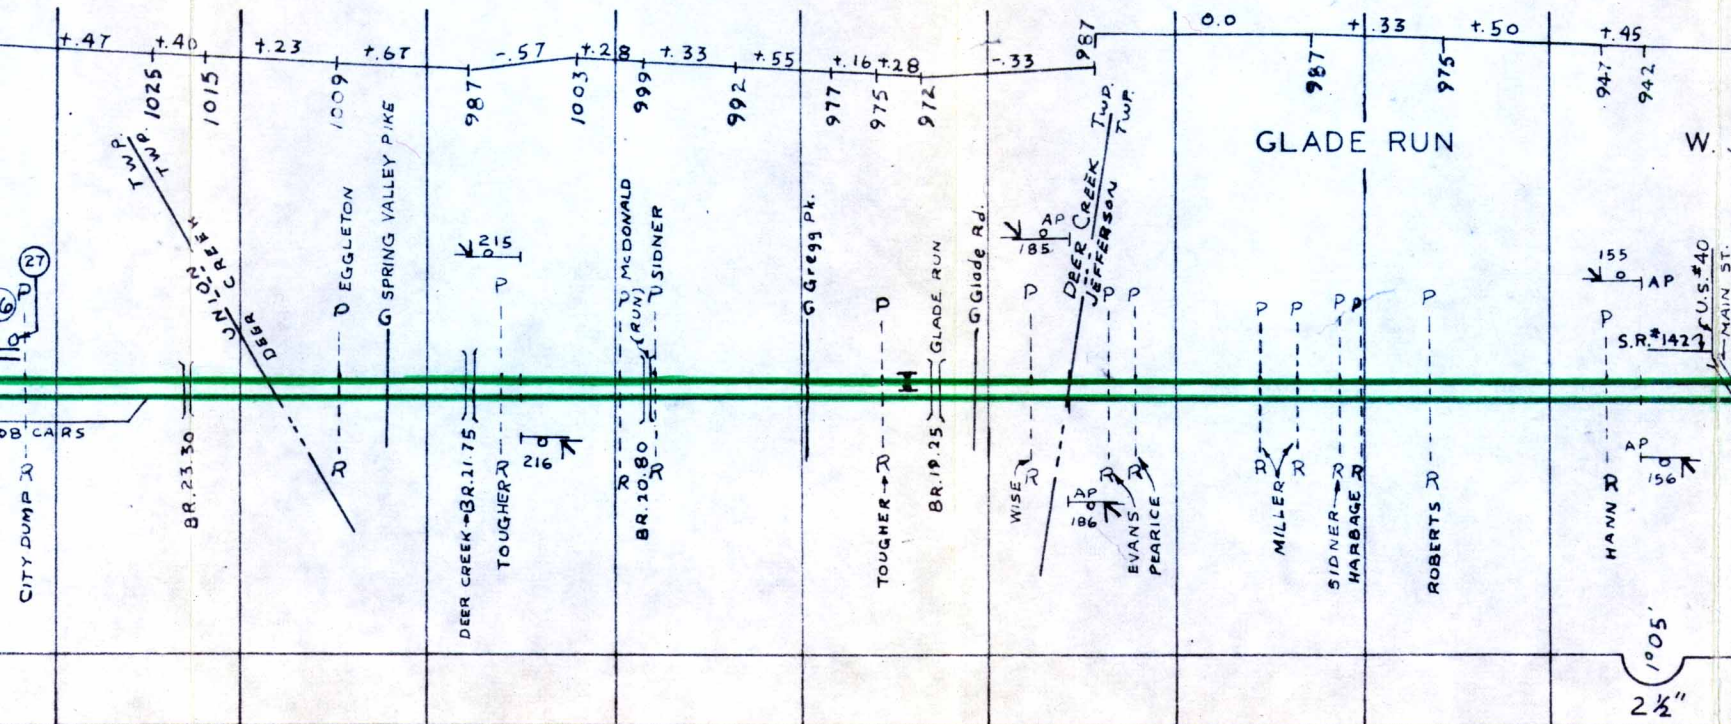 +.47 +.40 +.23 +.67 -.57 +.28 +.33 +.55 +.16 +.28 -.33 0.0 +.33 +.50 +.45
1025 1015 1009 987 1003 999 992 977 975 972 987 987 975 947 942
GLADE RUN
W.
TWP.
TWP.
UNION
DEER CREEK
EGGLETON
SPRING VALLEY PIKE
G
215
McDONALD
(RUN)
SIDNER
G Gregg Pk.
GLADE RUN
G Glade Rd
AP
185
DEER CREEK Twp.
JEFFERSON Twp.
155
AP
U.S.#40
S.R.#142
MAIN ST.
27
6
P P P P P P P P P P P P P P P P
OB CARS
CITY DUMP R
BR.23.30
R
DEER CREEK BR.21.75
TOUGHER R
216
R
BR.20.80
R
TOUGHER R
BR.19.25
WISE R
AP
186
R R
EVANS
PEARICE
R R
MILLER
SIDNER R
HARBAGE R
ROBERTS R
HANN R
AP
156
1°05'
2½"